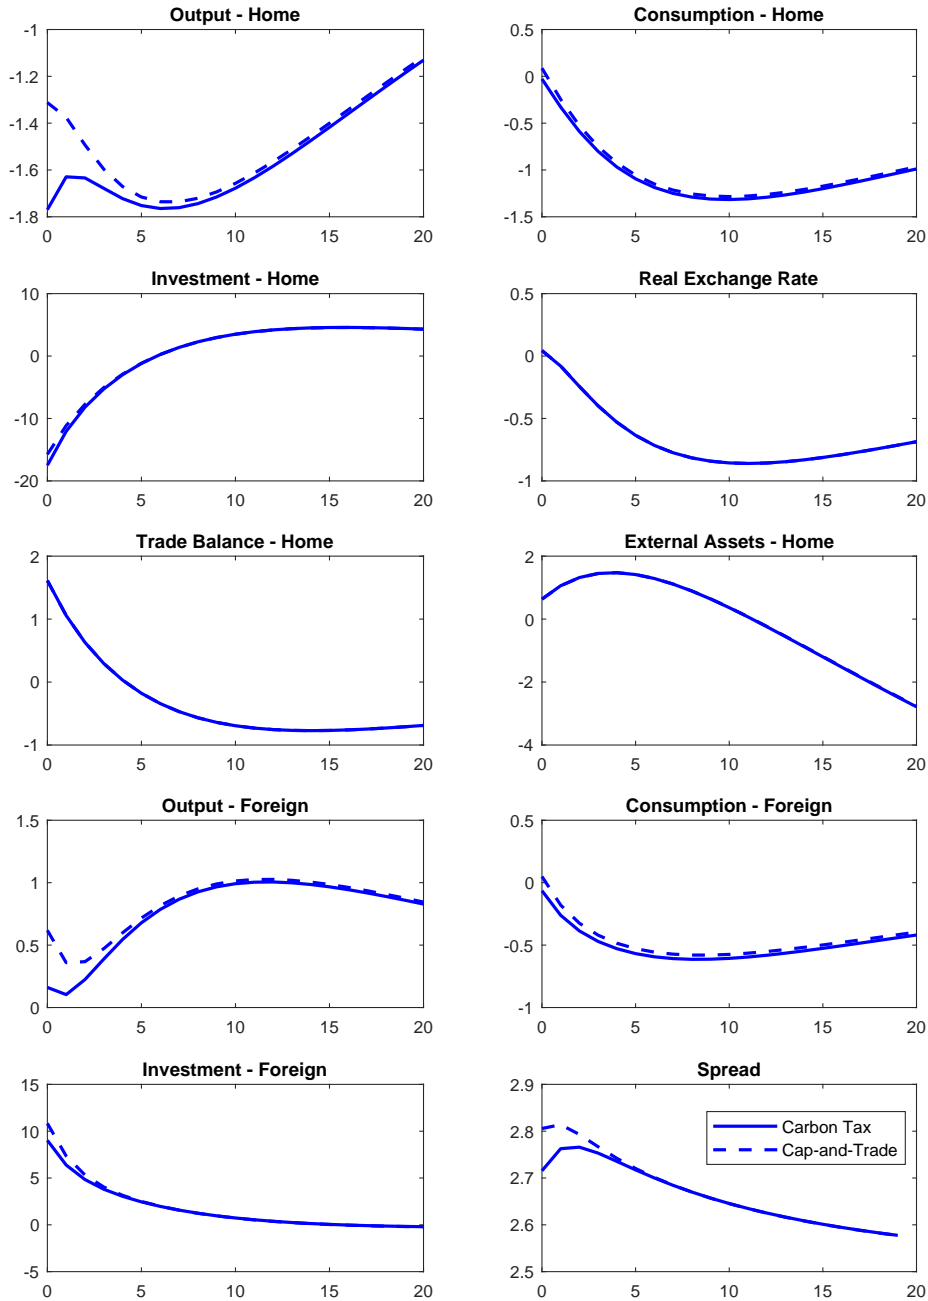 Output - Home
-1
-1.2
-1.4
-1.6
-1.8
0 5 10 15 20
Consumption - Home
0.5
0
-0.5
-1
-1.5
0 5 10 15 20
Investment - Home
10
0
-10
-20
0 5 10 15 20
Real Exchange Rate
0.5
0
-0.5
-1
0 5 10 15 20
Trade Balance - Home
2
1
0
-1
0 5 10 15 20
External Assets - Home
2
0
-2
-4
0 5 10 15 20
Output - Foreign
1.5
1
0.5
0
0 5 10 15 20
Consumption - Foreign
0.5
0
-0.5
-1
0 5 10 15 20
Investment - Foreign
15
10
5
0
-5
0 5 10 15 20
Spread
2.9
2.8
2.7
2.6
2.5
Carbon Tax
Cap-and-Trade
0 5 10 15 20